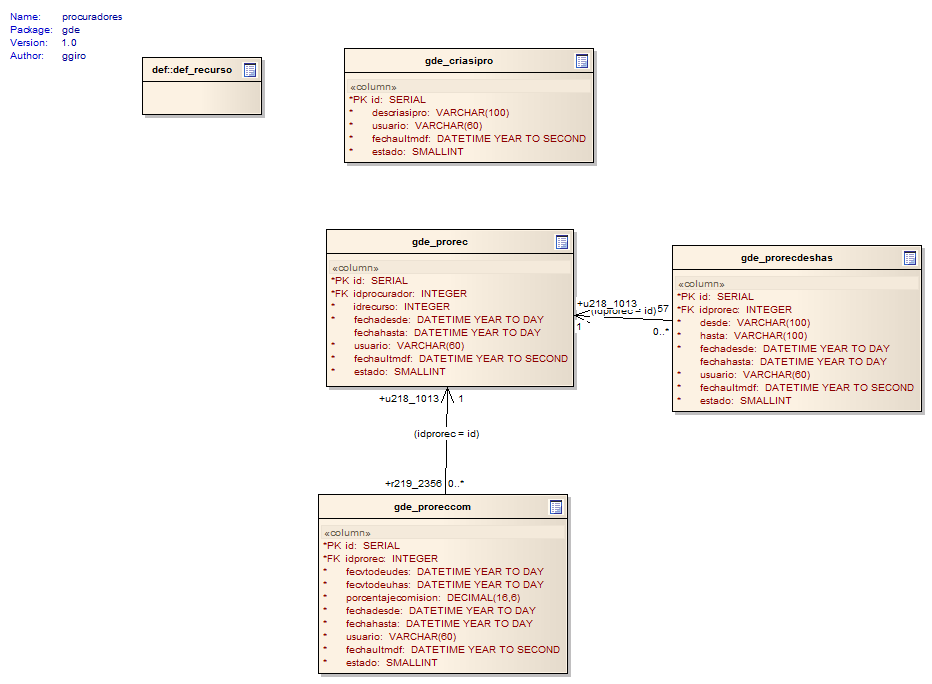 Name: procuradores
Package: gde
Version: 1.0
Author: ggiro
def::def_recurso
gde_criasipro
«column»
*PK id: SERIAL
* descriasipro: VARCHAR(100)
* usuario: VARCHAR(60)
* fechaultmdf: DATETIME YEAR TO SECOND
* estado: SMALLINT
gde_prorec
«column»
*PK id: SERIAL
*FK idprocurador: INTEGER
* idrecurso: INTEGER
* fechadesde: DATETIME YEAR TO DAY
fechahasta: DATETIME YEAR TO DAY
* usuario: VARCHAR(60)
* fechaultmdf: DATETIME YEAR TO SECOND
* estado: SMALLINT
+u218_1013
(idprorec = id)
57
1
0..*
gde_prorecdeshas
«column»
*PK id: SERIAL
*FK idprorec: INTEGER
* desde: VARCHAR(100)
* hasta: VARCHAR(100)
* fechadesde: DATETIME YEAR TO DAY
fechahasta: DATETIME YEAR TO DAY
* usuario: VARCHAR(60)
* fechaultmdf: DATETIME YEAR TO SECOND
* estado: SMALLINT
+u218_1013 1
(idprorec = id)
+r219_2356 0..*
gde_proreccom
«column»
*PK id: SERIAL
*FK idprorec: INTEGER
* fecvtodeudes: DATETIME YEAR TO DAY
* fecvtodeuhas: DATETIME YEAR TO DAY
* porcentajecomision: DECIMAL(16,6)
* fechadesde: DATETIME YEAR TO DAY
* fechahasta: DATETIME YEAR TO DAY
* usuario: VARCHAR(60)
* fechaultmdf: DATETIME YEAR TO SECOND
* estado: SMALLINT